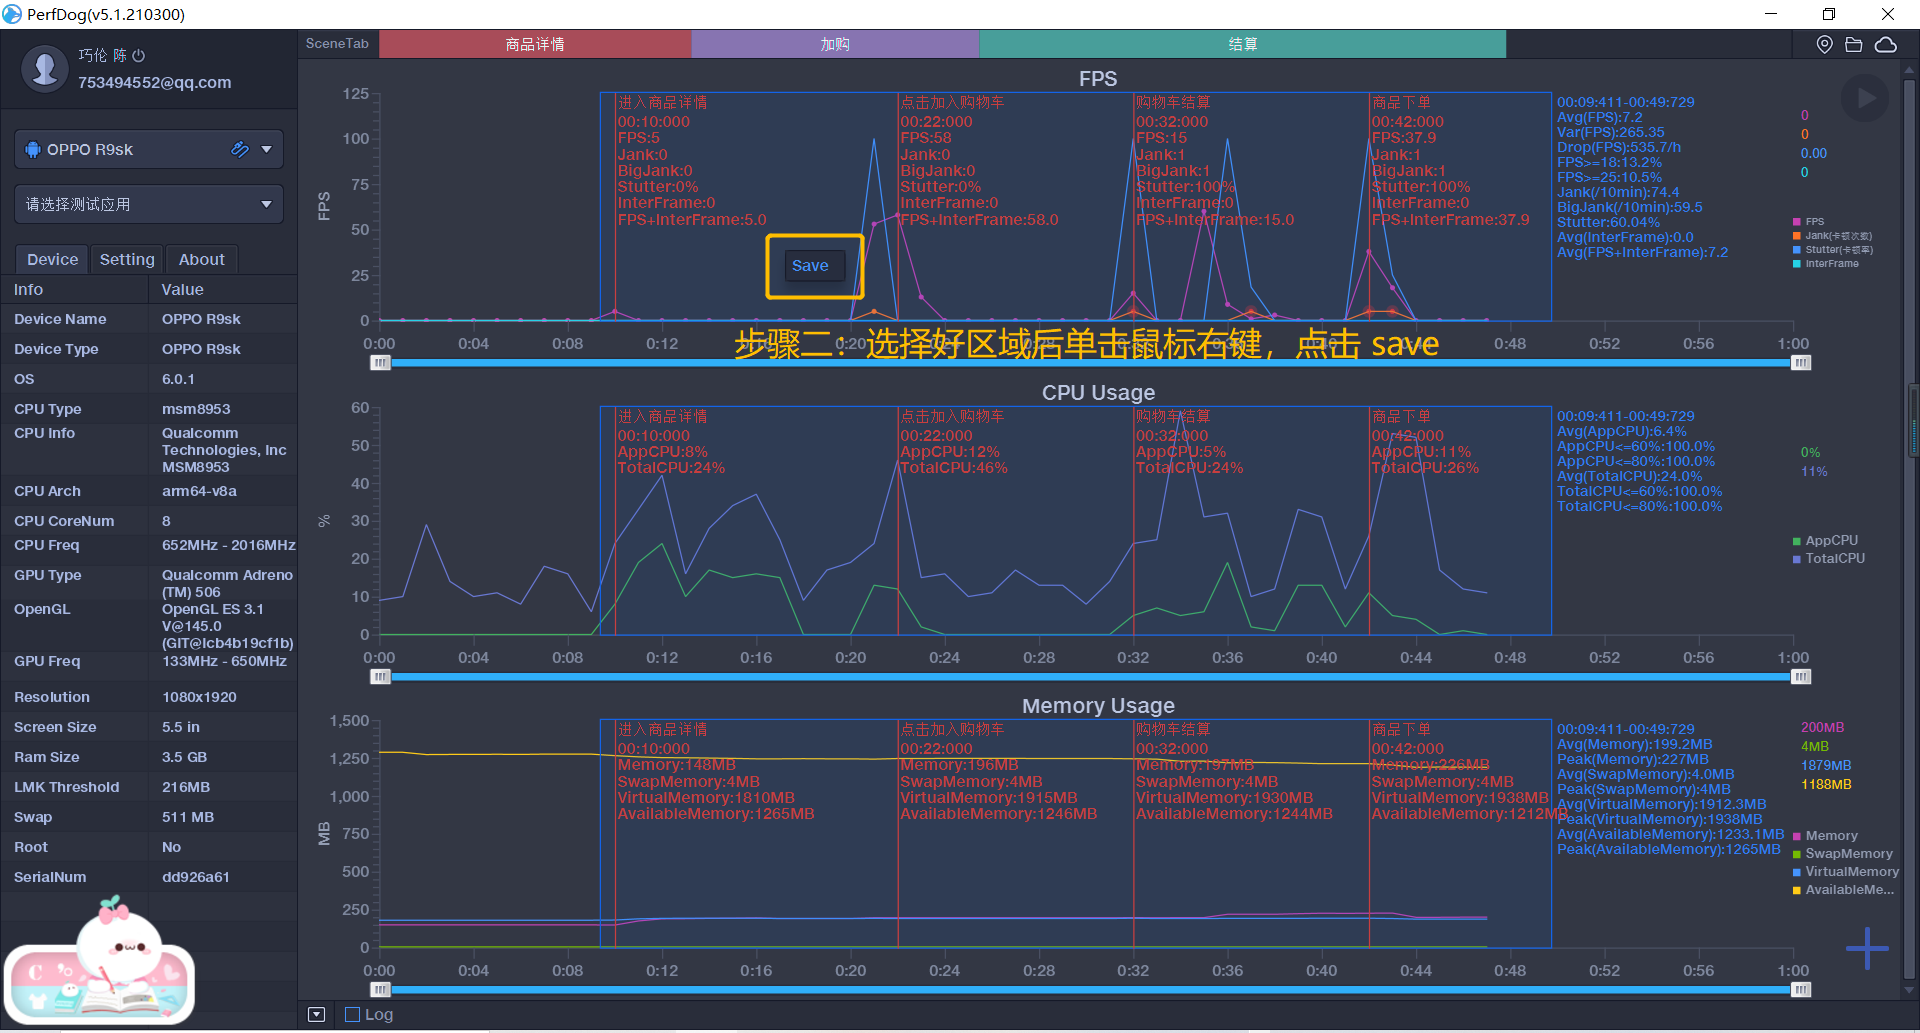 PerfDog(v5.1.210300)
巧伦 陈
753494552@qq.com
OPPO R9sk
请选择测试应用
Device Setting About
Info Value
Device Name OPPO R9sk
Device Type OPPO R9sk
OS 6.0.1
CPU Type msm8953
CPU Info Qualcomm
Technologies, Inc
MSM8953
CPU Arch arm64-v8a
CPU CoreNum 8
CPU Freq 652MHz - 2016MHz
GPU Type Qualcomm Adreno
(TM) 506
OpenGL OpenGL ES 3.1
V@145.0
(GIT@Icb4b19cf1b)
GPU Freq 133MHz - 650MHz
Resolution 1080x1920
Screen Size 5.5 in
Ram Size 3.5 GB
LMK Threshold 216MB
Swap 511 MB
Root No
SerialNum dd926a61
SceneTab 商品详情 加购 结算
FPS
125
100
75
50
25
0
FPS
进入商品详情
00:10:000
FPS:5
Jank:0
BigJank:0
Stutter:0%
InterFrame:0
FPS+InterFrame:5.0
点击加入购物车
00:22:000
FPS:58
Jank:0
BigJank:0
Stutter:0%
InterFrame:0
FPS+InterFrame:58.0
购物车结算
00:32:000
FPS:15
Jank:1
BigJank:1
Stutter:100%
InterFrame:0
FPS+InterFrame:15.0
商品下单
00:42:000
FPS:37.9
Jank:1
BigJank:1
Stutter:100%
InterFrame:0
FPS+InterFrame:37.9
00:09:411-00:49:729
Avg(FPS):7.2
Var(FPS):265.35
Drop(FPS):535.7/h
FPS>=18:13.2%
FPS>=25:10.5%
Jank(/10min):74.4
BigJank(/10min):59.5
Stutter:60.04%
Avg(InterFrame):0.0
Avg(FPS+InterFrame):7.2
0
0
0.00
0
FPS
Jank(卡顿次数)
Stutter(卡顿率)
InterFrame
Save
步骤二：选择好区域后单击鼠标右键，点击 save
0:00 0:04 0:08 0:12 0:16 0:20 0:24 0:28 0:32 0:36 0:40 0:44 0:48 0:52 0:56 1:00
CPU Usage
60
50
40
30
20
10
0
%
进入商品详情
00:10:000
AppCPU:8%
TotalCPU:24%
点击加入购物车
00:22:000
AppCPU:12%
TotalCPU:46%
购物车结算
00:32:000
AppCPU:5%
TotalCPU:24%
商品下单
00:42:000
AppCPU:11%
TotalCPU:26%
00:09:411-00:49:729
Avg(AppCPU):6.4%
AppCPU<=60%:100.0%
AppCPU<=80%:100.0%
Avg(TotalCPU):24.0%
TotalCPU<=60%:100.0%
TotalCPU<=80%:100.0%
0%
11%
AppCPU
TotalCPU
0:00 0:04 0:08 0:12 0:16 0:20 0:24 0:28 0:32 0:36 0:40 0:44 0:48 0:52 0:56 1:00
Memory Usage
1,500
1,250
1,000
750
500
250
0
MB
进入商品详情
00:10:000
Memory:148MB
SwapMemory:4MB
VirtualMemory:1810MB
AvailableMemory:1265MB
点击加入购物车
00:22:000
Memory:196MB
SwapMemory:4MB
VirtualMemory:1915MB
AvailableMemory:1246MB
购物车结算
00:32:000
Memory:197MB
SwapMemory:4MB
VirtualMemory:1930MB
AvailableMemory:1244MB
商品下单
00:42:000
Memory:226MB
SwapMemory:4MB
VirtualMemory:1938MB
AvailableMemory:1212MB
00:09:411-00:49:729
Avg(Memory):199.2MB
Peak(Memory):227MB
Avg(SwapMemory):4.0MB
Peak(SwapMemory):4MB
Avg(VirtualMemory):1912.3MB
Peak(VirtualMemory):1938MB
Avg(AvailableMemory):1233.1MB
Peak(AvailableMemory):1265MB
200MB
4MB
1879MB
1188MB
Memory
SwapMemory
VirtualMemory
AvailableMe...
0:00 0:04 0:08 0:12 0:16 0:20 0:24 0:28 0:32 0:36 0:40 0:44 0:48 0:52 0:56 1:00
Log
C